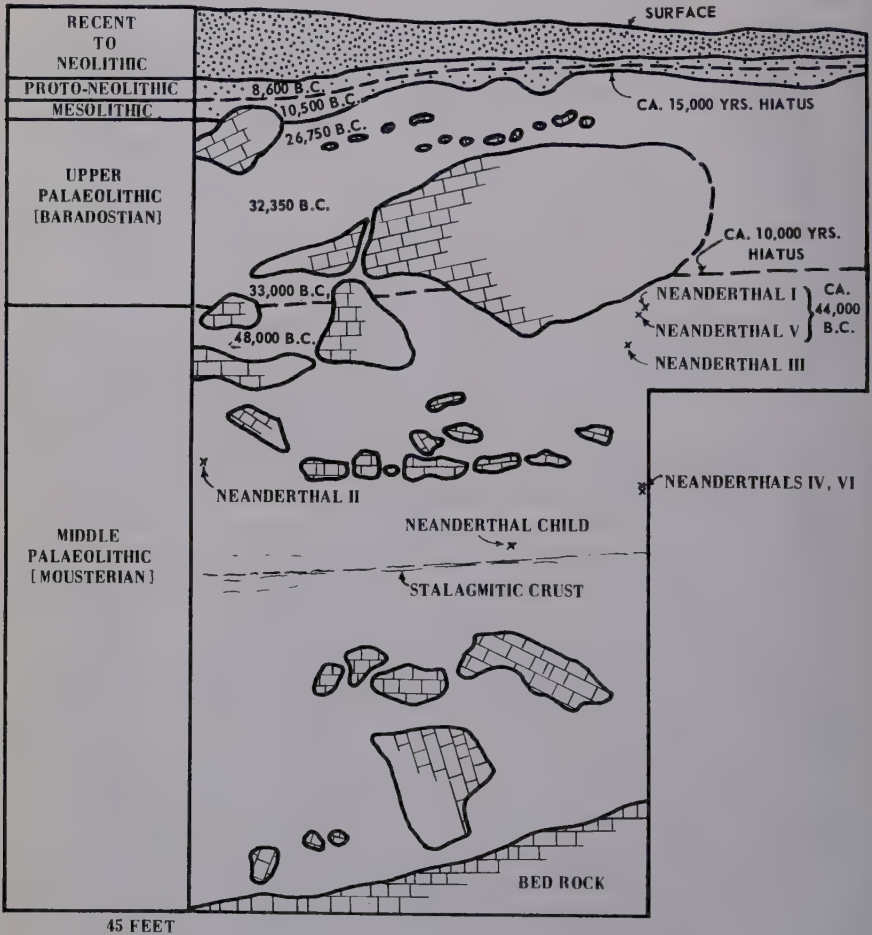 SURFACE
RECENT
TO
NEOLITHIC
PROTO-NEOLITHIC
8,600 B.C.
MESOLITHIC
10,500 B.C.
CA. 15,000 YRS. HIATUS
26,750 B.C.
UPPER
PALAEOLITHIC
[BARADOSTIAN]
32,350 B.C.
CA. 10,000 YRS.
HIATUS
33,000 B.C.
NEANDERTHAL I
NEANDERTHAL V
CA.
44,000
B.C.
48,000 B.C.
NEANDERTHAL III
NEANDERTHAL II
NEANDERTHALS IV, VI
NEANDERTHAL CHILD
MIDDLE
PALAEOLITHIC
[MOUSTERIAN]
STALAGMITIC CRUST
BED ROCK
45 FEET